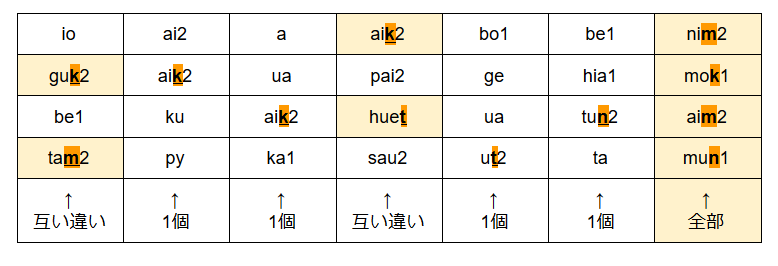 io ai2 a aik2 bo1 be1 nim2
guk2 aik2 ua pai2 ge hia1 mok1
be1 ku aik2 huet ua tun2 aim2
tam2 py ka1 sau2 ut2 ta mun1
↑ ↑ ↑ ↑ ↑ ↑ ↑
互い違い 1個 1個 互い違い 1個 1個 全部